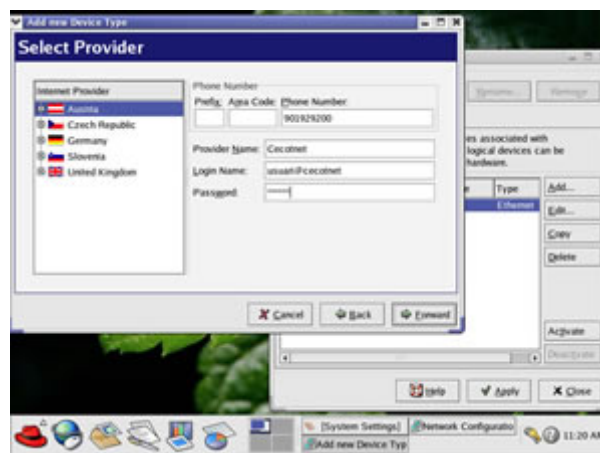 Add new Device Type
Select Provider
Internet Provider
Austria
Czech Republic
Germany
Slovenia
United Kingdom
Phone Number
Prefix: Area Code: Phone Number:
901929200
Provider Name: Cecotnet
Login Name: usuari@cecotnet
Password: ******
Cancel
Back
Forward
Rename...
es associated with
logical devices can be
hardware.
e Type
Ethernet
Add...
Edit...
Copy
Delete
Activate
Deactivate
Help
Apply
Close
[System Settings]
Network Configuratio
Add new Device Typ
11:20 AM